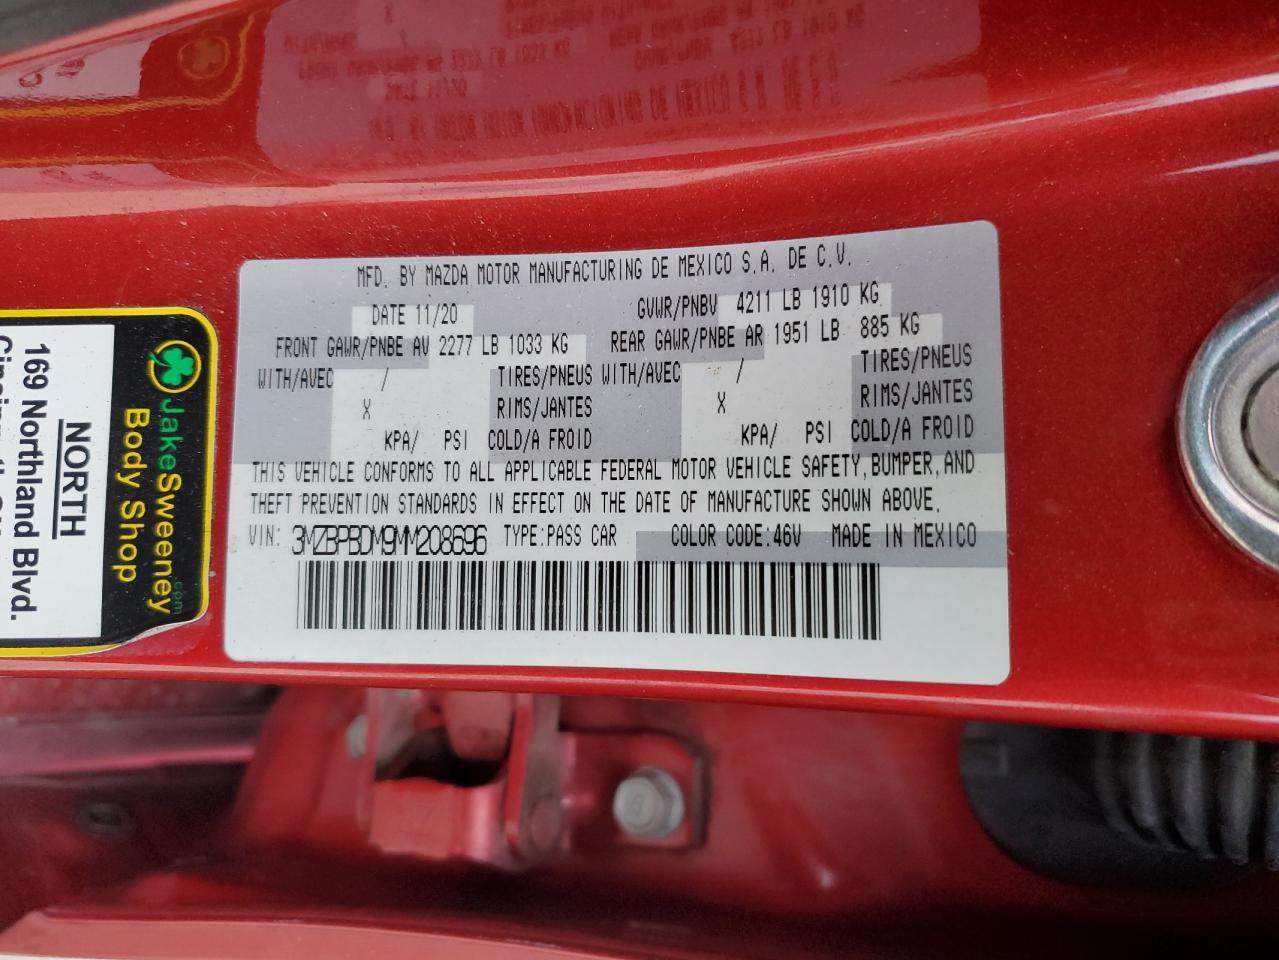 MFD. BY MAZDA MOTOR MANUFACTURING DE MEXICO S.A. DE C.V.
DATE 11/20 GVWR/PNBV 4211 LB 1910 KG
FRONT GAWR/PNBE AV 2277 LB 1033 KG REAR GAWR/PNBE AR 1951 LB 885 KG
WITH/AVEC / TIRES/PNEUS WITH/AVEC / TIRES/PNEUS
X RIMS/JANTES X RIMS/JANTES
KPA/ PSI COLD/A FROID KPA/ PSI COLD/A FROID
THIS VEHICLE CONFORMS TO ALL APPLICABLE FEDERAL MOTOR VEHICLE SAFETY, BUMPER, AND
THEFT PREVENTION STANDARDS IN EFFECT ON THE DATE OF MANUFACTURE SHOWN ABOVE.
VIN: 3MZBPBDM9MM208696 TYPE: PASS CAR COLOR CODE: 46V MADE IN MEXICO
JakeSweeney.com
Body Shop
NORTH
169 Northland Blvd.